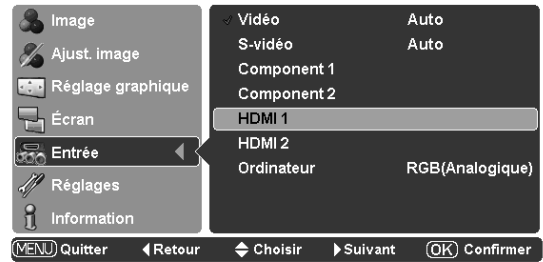 Image
Ajust. image
Réglage graphique
Écran
Entrée
Réglages
Information
Vidéo Auto
S-vidéo Auto
Component 1
Component 2
HDMI 1
HDMI 2
Ordinateur RGB(Analogique)
MENU Quitter Retour Choisir Suivant OK Confirmer